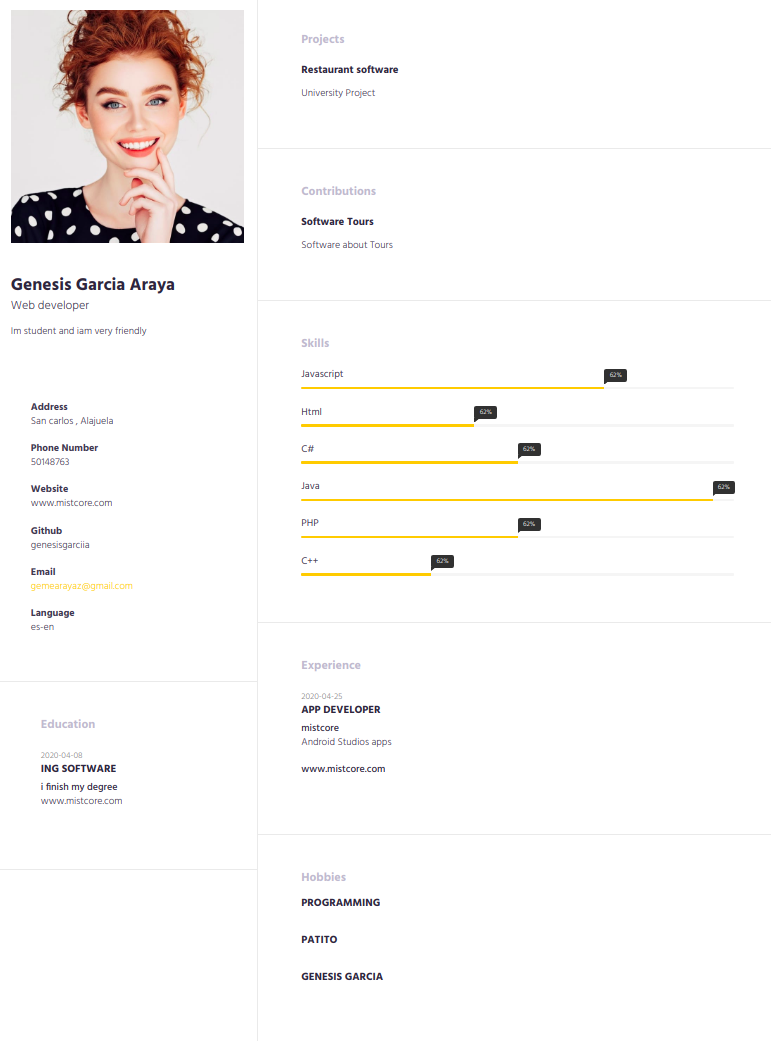 Genesis Garcia Araya
Web developer
Im student and iam very friendly
Address
San carlos , Alajuela
Phone Number
50148763
Website
www.mistcore.com
Github
genesisgarciia
Email
gemearayaz@gmail.com
Language
es-en
Education
2020-04-08
ING SOFTWARE
i finish my degree
www.mistcore.com
Projects
Restaurant software
University Project
Contributions
Software Tours
Software about Tours
Skills
Javascript
62%
Html
62%
C#
62%
Java
62%
PHP
62%
C++
62%
Experience
2020-04-25
APP DEVELOPER
mistcore
Android Studios apps
www.mistcore.com
Hobbies
PROGRAMMING
PATITO
GENESIS GARCIA